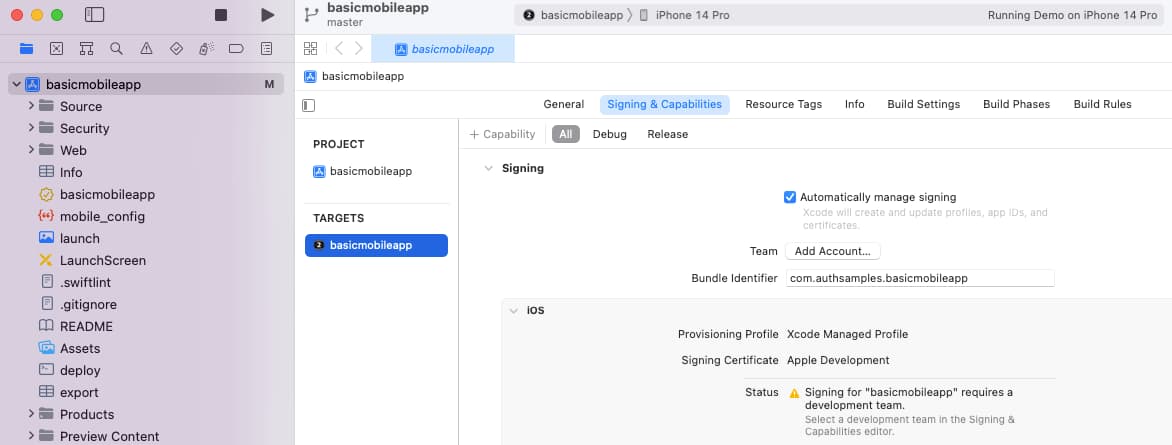 basicmobileapp
master
2 basicmobileapp 〉 iPhone 14 Pro
Running Demo on iPhone 14 Pro
basicmobileapp
basicmobileapp M
Source
Security
Web
Info
basicmobileapp
mobile_config
launch
LaunchScreen
.swiftlint
.gitignore
README
Assets
deploy
export
Products
Preview Content
basicmobileapp
General Signing & Capabilities Resource Tags Info Build Settings Build Phases Build Rules
PROJECT
basicmobileapp
TARGETS
2 basicmobileapp
+ Capability All Debug Release
Signing
Automatically manage signing
Xcode will create and update profiles, app IDs, and
certificates.
Team Add Account...
Bundle Identifier com.authsamples.basicmobileapp
iOS
Provisioning Profile Xcode Managed Profile
Signing Certificate Apple Development
Status Signing for "basicmobileapp" requires a
development team.
Select a development team in the Signing &
Capabilities editor.